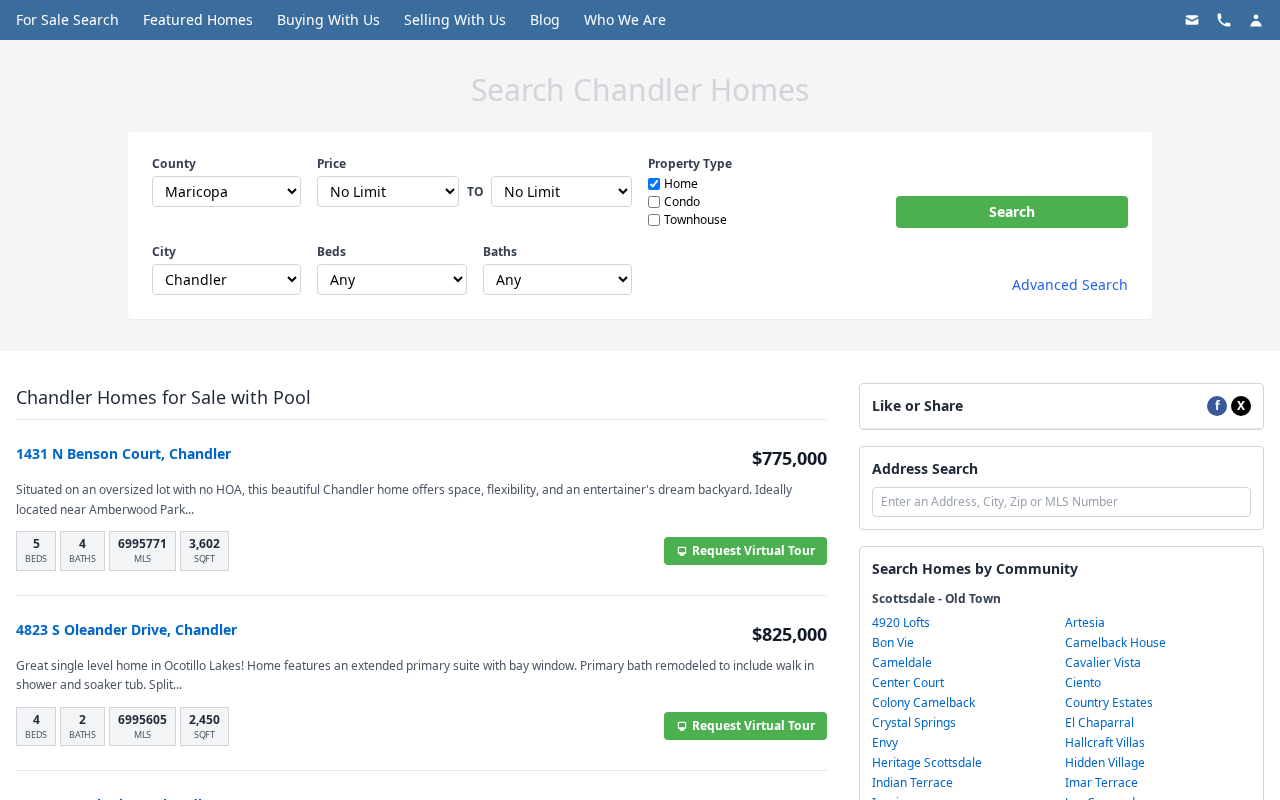 For Sale Search Featured Homes Buying With Us Selling With Us Blog Who We Are
Search Chandler Homes
County Price Property Type
Maricopa No Limit TO No Limit
Home
Condo
Townhouse
Search
City Beds Baths
Chandler Any Any
Advanced Search
Chandler Homes for Sale with Pool
1431 N Benson Court, Chandler
$775,000
Situated on an oversized lot with no HOA, this beautiful Chandler home offers space, flexibility, and an entertainer's dream backyard. Ideally
located near Amberwood Park...
5 4 6995771 3,602
BEDS BATHS MLS SQFT
Request Virtual Tour
4823 S Oleander Drive, Chandler
$825,000
Great single level home in Ocotillo Lakes! Home features an extended primary suite with bay window. Primary bath remodeled to include walk in
shower and soaker tub. Split...
4 2 6995605 2,450
BEDS BATHS MLS SQFT
Request Virtual Tour
Like or Share f X
Address Search
Enter an Address, City, Zip or MLS Number
Search Homes by Community
Scottsdale - Old Town
4920 Lofts Artesia
Bon Vie Camelback House
Cameldale Cavalier Vista
Center Court Ciento
Colony Camelback Country Estates
Crystal Springs El Chaparral
Envy Hallcraft Villas
Heritage Scottsdale Hidden Village
Indian Terrace Imar Terrace